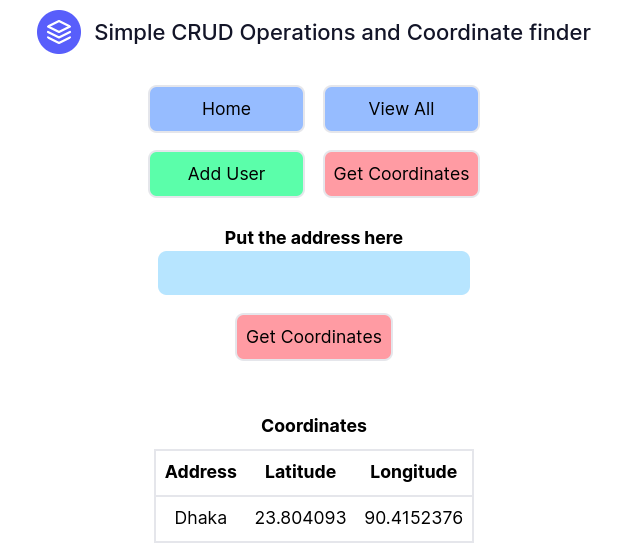 Simple CRUD Operations and Coordinate finder
Home View All
Add User Get Coordinates
Put the address here
Get Coordinates
Coordinates
Address Latitude Longitude
Dhaka 23.804093 90.4152376